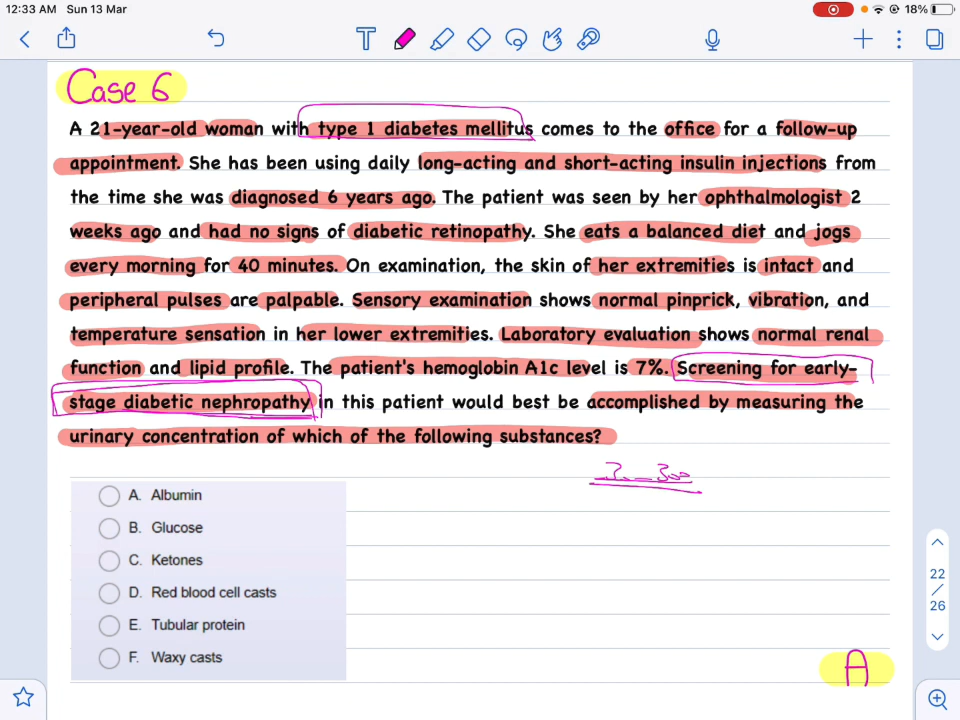 12:33 AM Sun 13 Mar 18%
Case 6
A 21-year-old woman with type 1 diabetes mellitus comes to the office for a follow-up
appointment. She has been using daily long-acting and short-acting insulin injections from
the time she was diagnosed 6 years ago. The patient was seen by her ophthalmologist 2
weeks ago and had no signs of diabetic retinopathy. She eats a balanced diet and jogs
every morning for 40 minutes. On examination, the skin of her extremities is intact and
peripheral pulses are palpable. Sensory examination shows normal pinprick, vibration, and
temperature sensation in her lower extremities. Laboratory evaluation shows normal renal
function and lipid profile. The patient's hemoglobin A1c level is 7%. Screening for early-
stage diabetic nephropathy in this patient would best be accomplished by measuring the
urinary concentration of which of the following substances?
A. Albumin
B. Glucose
C. Ketones
D. Red blood cell casts
E. Tubular protein
F. Waxy casts
22
/
26
A